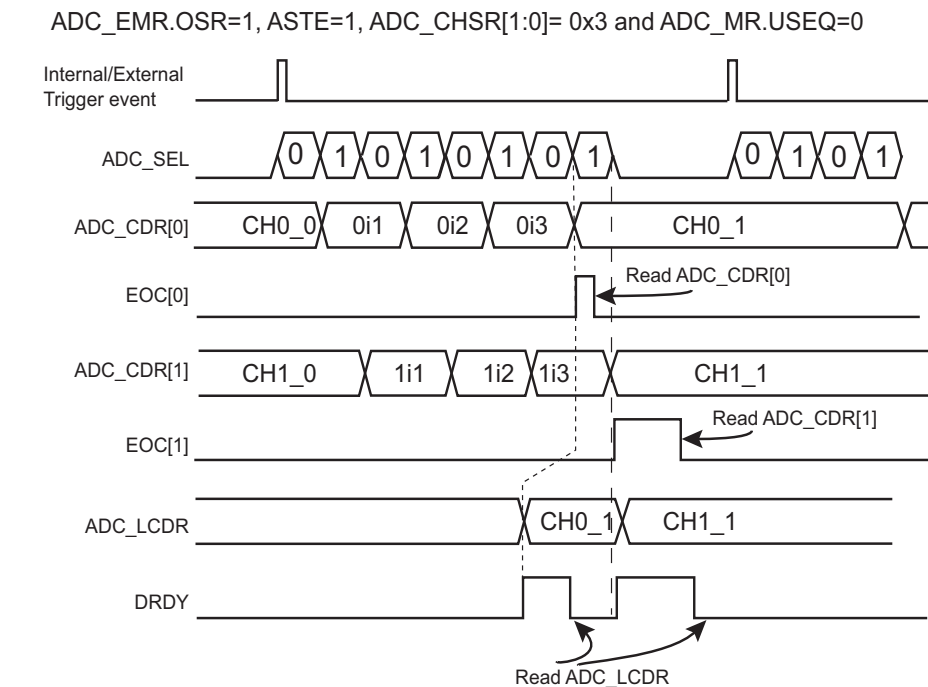 ADC_EMR.OSR=1, ASTE=1, ADC_CHSR[1:0]= 0x3 and ADC_MR.USEQ=0
Internal/External
Trigger event
ADC_SEL 0 1 0 1 0 1 0 1 0 1 0 1
ADC_CDR[0] CH0_0 0i1 0i2 0i3 CH0_1
EOC[0] Read ADC_CDR[0]
ADC_CDR[1] CH1_0 1i1 1i2 1i3 CH1_1
EOC[1] Read ADC_CDR[1]
ADC_LCDR CH0_1 CH1_1
DRDY
Read ADC_LCDR